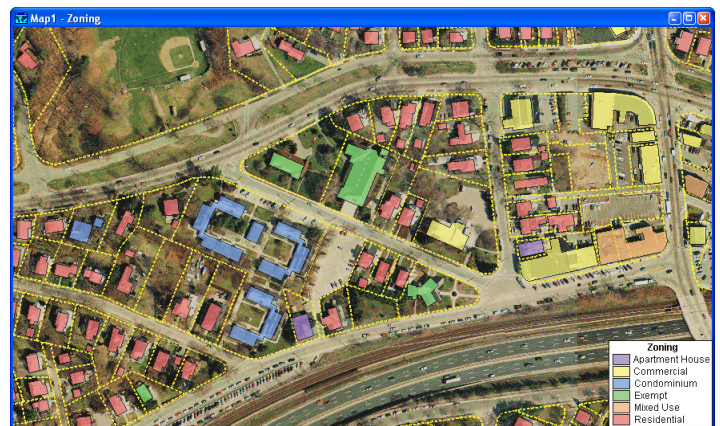 Map1 - Zoning
Zoning
Apartment House
Commercial
Condominium
Exempt
Mixed Use
Residential